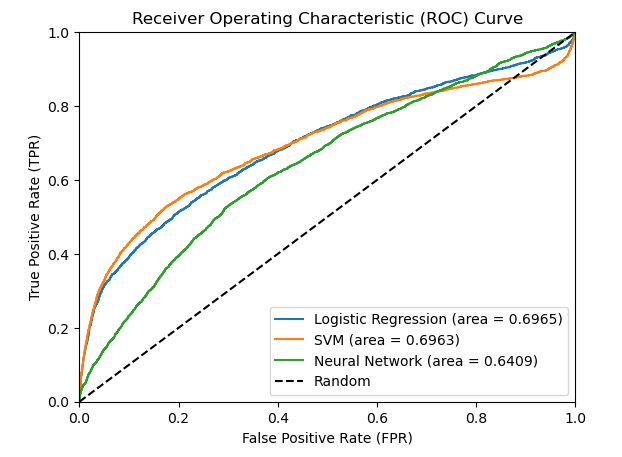 Receiver Operating Characteristic (ROC) Curve
1.0
0.8
0.6
0.4
0.2
0.0
True Positive Rate (TPR)
Logistic Regression (area = 0.6965)
SVM (area = 0.6963)
Neural Network (area = 0.6409)
Random
0.0 0.2 0.4 0.6 0.8 1.0
False Positive Rate (FPR)